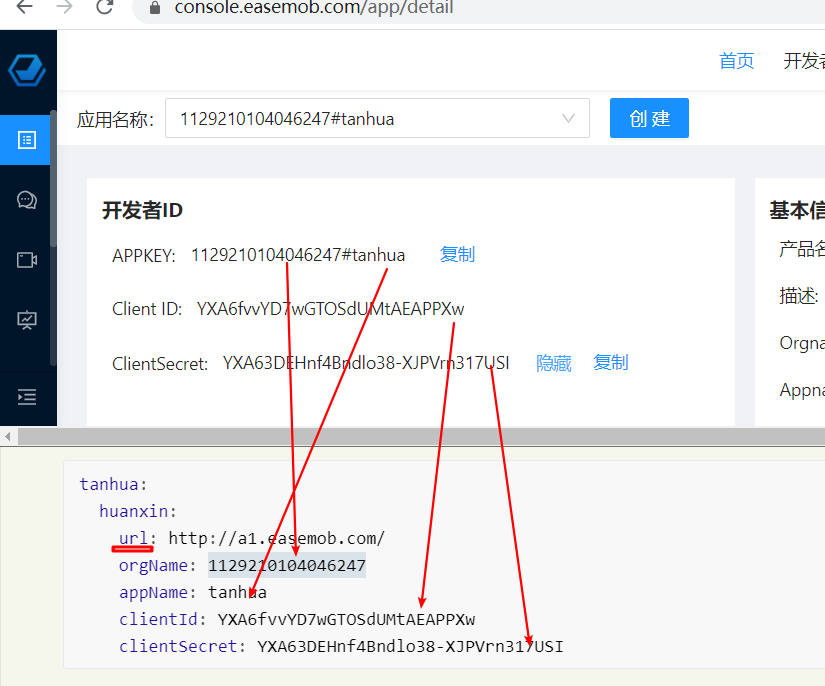 console.easemob.com/app/detail
首页 开发者
应用名称： 1129210104046247#tanhua 创 建
开发者ID
APPKEY: 1129210104046247#tanhua 复制
Client ID: YXA6fvvYD7wGTOSdUMtAEAPPXw
ClientSecret: YXA63DEHnf4Bndlo38-XJPVrn317USI 隐藏 复制
基本信
产品名
描述:
Orgna
Appna
tanhua:
huanxin:
url: http://a1.easemob.com/
orgName: 1129210104046247
appName: tanhua
clientId: YXA6fvvYD7wGTOSdUMtAEAPPXw
clientSecret: YXA63DEHnf4Bndlo38-XJPVrn317USI